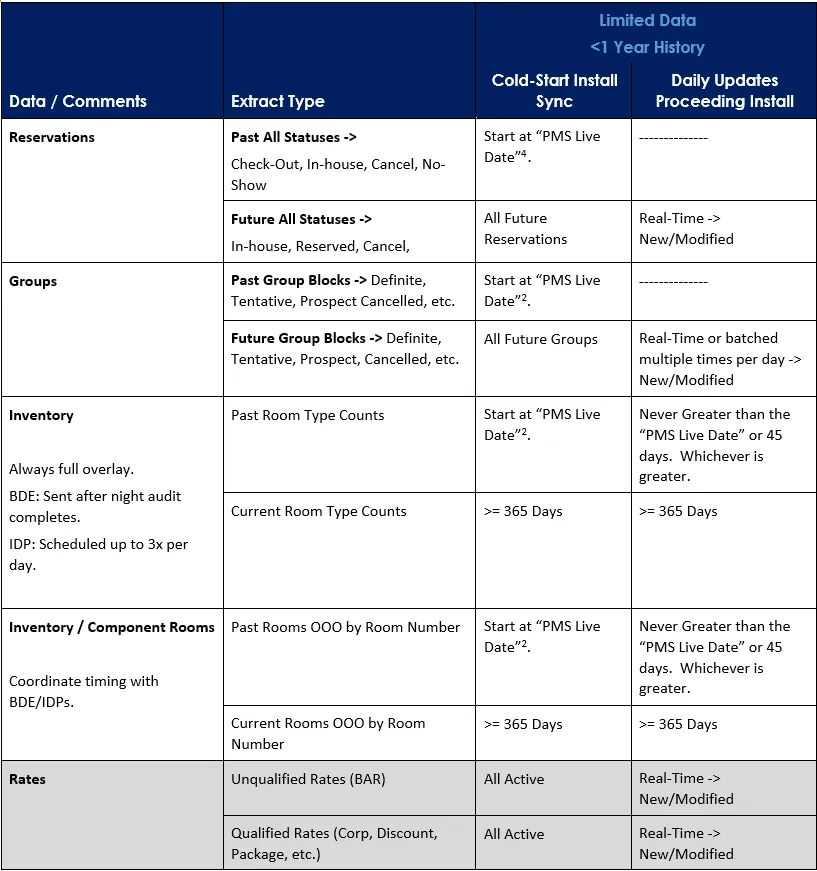 Limited Data
<1 Year History
Data / Comments
Extract Type
Cold-Start Install
Sync
Daily Updates
Proceeding Install
Reservations
Past All Statuses ->
Check-Out, In-house, Cancel, No-
Show
Start at “PMS Live
Date”4.
--------------
Future All Statuses ->
In-house, Reserved, Cancel,
All Future
Reservations
Real-Time ->
New/Modified
Groups
Past Group Blocks -> Definite,
Tentative, Prospect Cancelled, etc.
Start at “PMS Live
Date”2.
--------------
Future Group Blocks -> Definite,
Tentative, Prospect, Cancelled, etc.
All Future Groups
Real-Time or batched
multiple times per day ->
New/Modified
Inventory
Always full overlay.
BDE: Sent after night audit
completes.
IDP: Scheduled up to 3x per
day.
Past Room Type Counts
Start at “PMS Live
Date”2.
Never Greater than the
“PMS Live Date” or 45
days.  Whichever is
greater.
Current Room Type Counts
>= 365 Days
>= 365 Days
Inventory / Component Rooms
Coordinate timing with
BDE/IDPs.
Past Rooms OOO by Room Number
Start at “PMS Live
Date”2.
Never Greater than the
“PMS Live Date” or 45
days.  Whichever is
greater.
Current Rooms OOO by Room
Number
>= 365 Days
>= 365 Days
Rates
Unqualified Rates (BAR)
All Active
Real-Time ->
New/Modified
Qualified Rates (Corp, Discount,
Package, etc.)
All Active
Real-Time ->
New/Modified